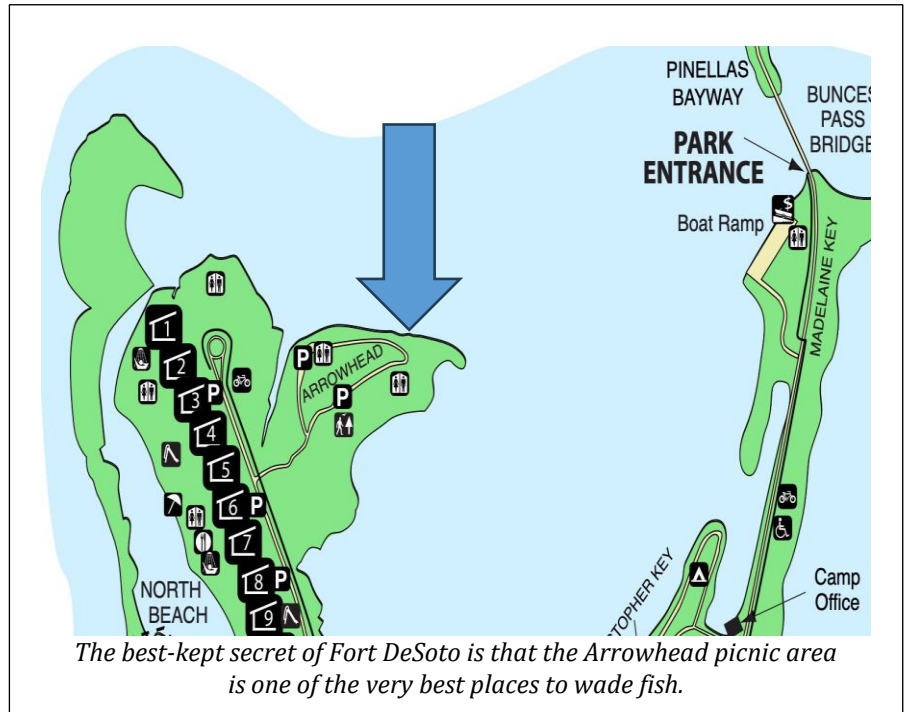 PINELLAS
BAYWAY
BUNCES
PASS
BRIDGE
PARK
ENTRANCE
$
Boat Ramp
MADELAINE KEY
1
2
3 P
4
5
6 P
7
8 P
9
P
ARROWHEAD
P
NORTH
BEACH
STOPHER KEY
Camp
Office
The best-kept secret of Fort DeSoto is that the Arrowhead picnic area
is one of the very best places to wade fish.